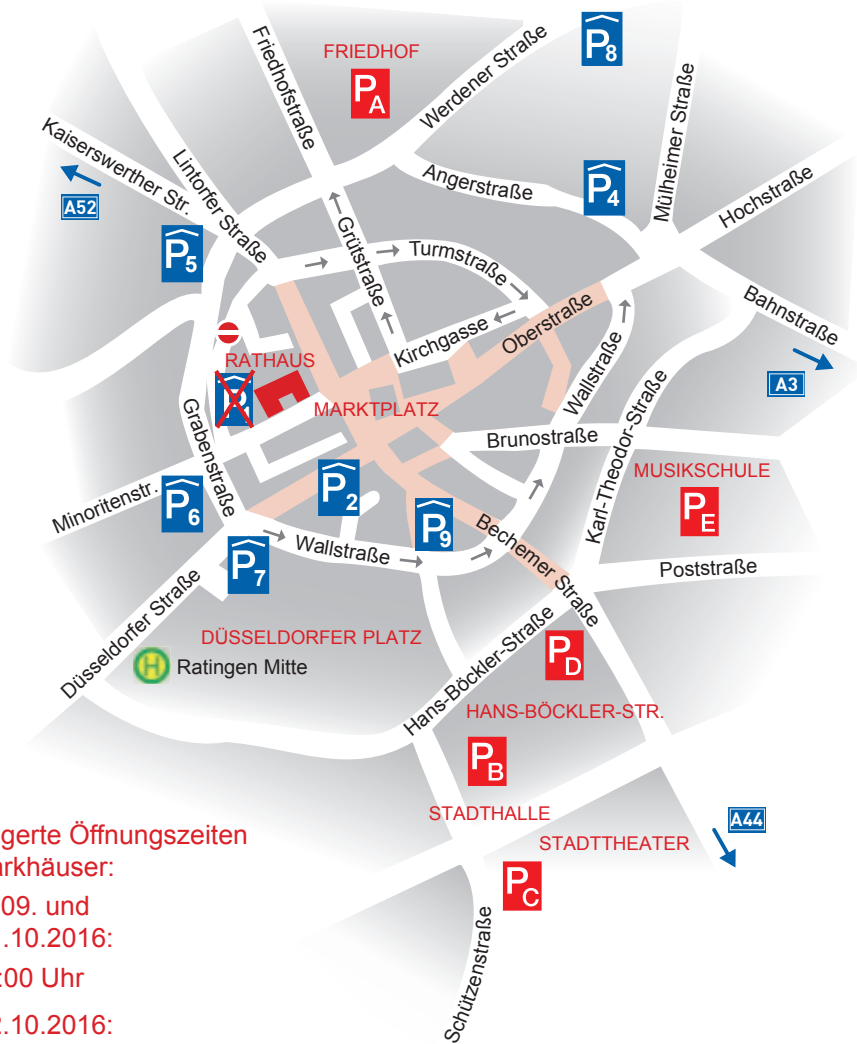 FRIEDHOF
PA
P8
Friedhofstraße
Werdener Straße
Mülheimer Straße
Kaiserswerther Str.
A52
Lintorfer Straße
Angerstraße
P4
Hochstraße
P5
Grütstraße
Turmstraße
Bahnstraße
A3
Kirchgasse
Oberstraße
RATHAUS
P
MARKTPLATZ
Wallstraße
Karl-Theodor-Straße
Grabenstraße
Brunostraße
MUSIKSCHULE
PE
Minoritenstr.
P6
P2
P9
P7
Wallstraße
Bechemer Straße
Poststraße
Düsseldorfer Straße
DÜSSELDORFER PLATZ
H Ratingen Mitte
Hans-Böckler-Straße
PD
HANS-BÖCKLER-STR.
PB
STADTHALLE
A44
STADTTHEATER
PC
Schützenstraße
gerte Öffnungszeiten
arkhäuser:
09. und
.10.2016:
:00 Uhr
2.10.2016: